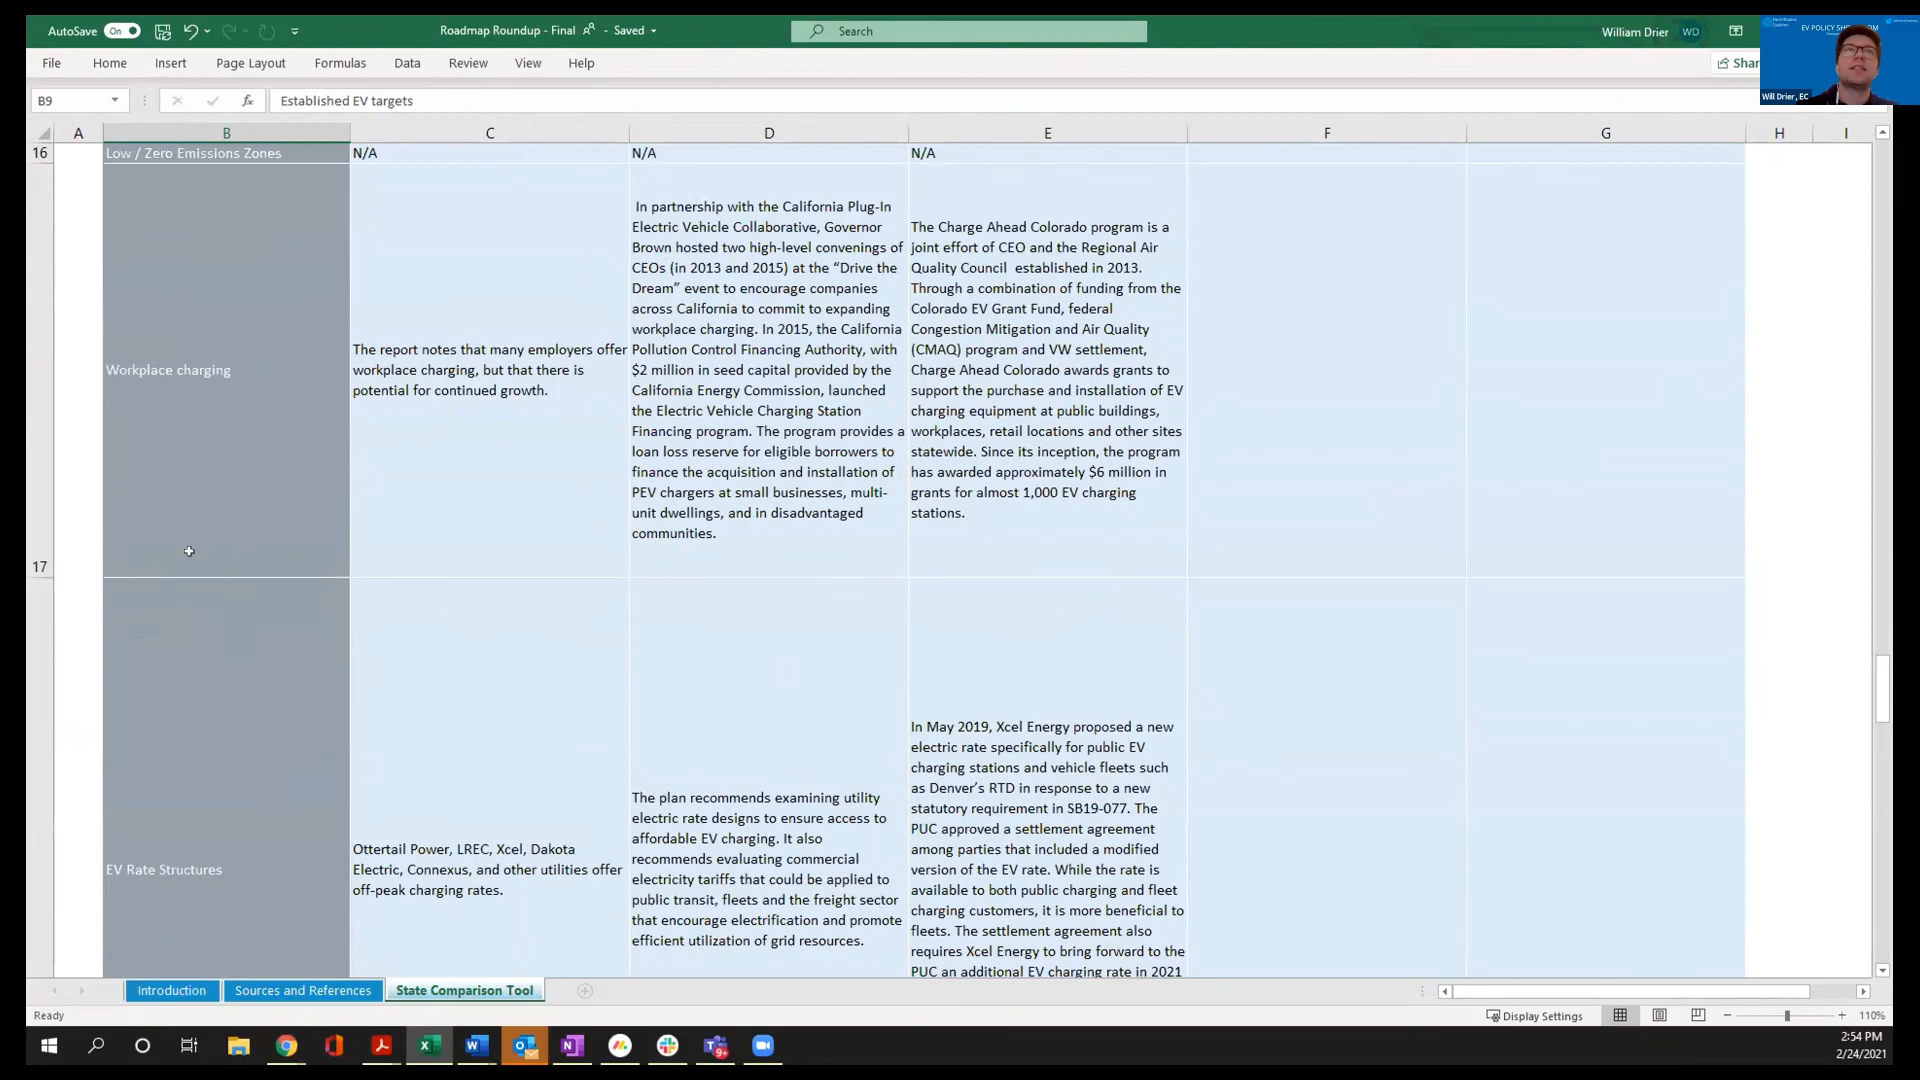 AutoSave On
Roadmap Roundup - Final - Saved
Search
William Drier WD
EV POLICY SH
File Home Insert Page Layout Formulas Data Review View Help
Shar
Will Drier, EC
B9
fx
Established EV targets
A B C D E F G H I
16
Low / Zero Emissions Zones
N/A
N/A
N/A
17
Workplace charging
The report notes that many employers offer
workplace charging, but that there is
potential for continued growth.
In partnership with the California Plug-In
Electric Vehicle Collaborative, Governor
Brown hosted two high-level convenings of
CEOs (in 2013 and 2015) at the “Drive the
Dream” event to encourage companies
across California to commit to expanding
workplace charging. In 2015, the California
Pollution Control Financing Authority, with
$2 million in seed capital provided by the
California Energy Commission, launched
the Electric Vehicle Charging Station
Financing program. The program provides a
loan loss reserve for eligible borrowers to
finance the acquisition and installation of
PEV chargers at small businesses, multi-
unit dwellings, and in disadvantaged
communities.
The Charge Ahead Colorado program is a
joint effort of CEO and the Regional Air
Quality Council established in 2013.
Through a combination of funding from the
Colorado EV Grant Fund, federal
Congestion Mitigation and Air Quality
(CMAQ) program and VW settlement,
Charge Ahead Colorado awards grants to
support the purchase and installation of EV
charging equipment at public buildings,
workplaces, retail locations and other sites
statewide. Since its inception, the program
has awarded approximately $6 million in
grants for almost 1,000 EV charging
stations.
EV Rate Structures
Ottertail Power, LREC, Xcel, Dakota
Electric, Connexus, and other utilities offer
off-peak charging rates.
The plan recommends examining utility
electric rate designs to ensure access to
affordable EV charging. It also
recommends evaluating commercial
electricity tariffs that could be applied to
public transit, fleets and the freight sector
that encourage electrification and promote
efficient utilization of grid resources.
In May 2019, Xcel Energy proposed a new
electric rate specifically for public EV
charging stations and vehicle fleets such
as Denver’s RTD in response to a new
statutory requirement in SB19-077. The
PUC approved a settlement agreement
among parties that included a modified
version of the EV rate. While the rate is
available to both public charging and fleet
charging customers, it is more beneficial to
fleets. The settlement agreement also
requires Xcel Energy to bring forward to the
PUC an additional EV charging rate in 2021
Introduction
Sources and References
State Comparison Tool
Ready
Display Settings
110%
9+
2:54 PM
2/24/2021